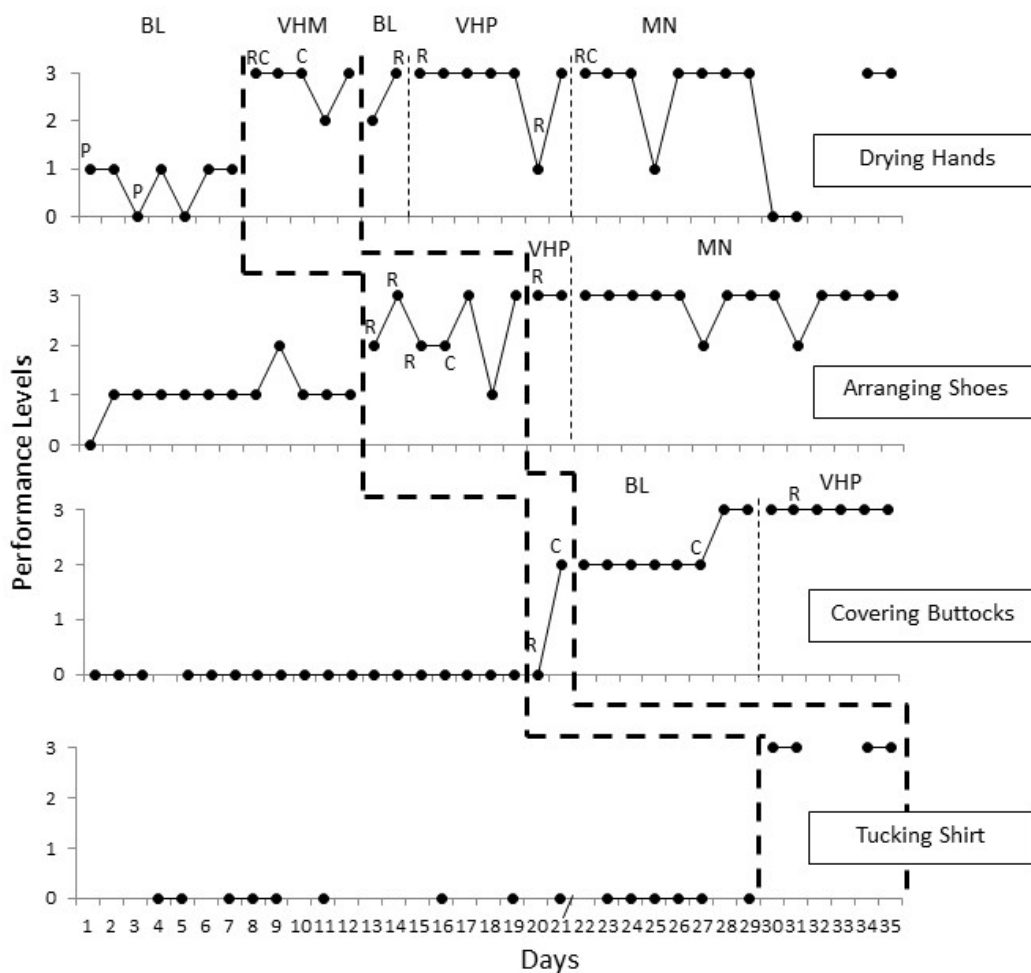 BL VHM BL VHP MN
RC C R R RC
3
P
2
P R
1
Drying Hands
0
VHP MN
R
R
3
R
2
R C
1
Arranging Shoes
0
Performance Levels
BL VHP
R
3
C C
2
1
Covering Buttocks
R
0
3
2
1
Tucking Shirt
0
1 2 3 4 5 6 7 8 9 10 11 12 13 14 15 16 17 18 19 20 21 / 22 23 24 25 26 27 28 29 30 31 32 33 34 35
Days